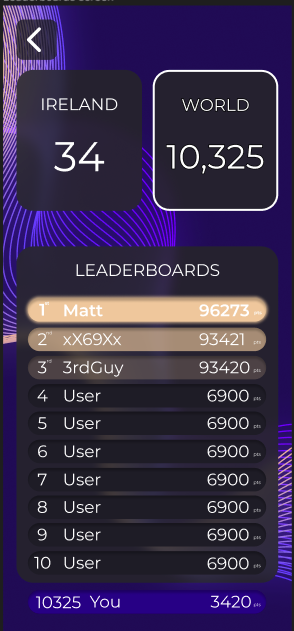 IRELAND
34
WORLD
10,325
LEADERBOARDS
1st Matt 96273 pts
2nd xX69Xx 93421 pts
3rd 3rdGuy 93420 pts
4 User 6900 pts
5 User 6900 pts
6 User 6900 pts
7 User 6900 pts
8 User 6900 pts
9 User 6900 pts
10 User 6900 pts
10325 You 3420 pts